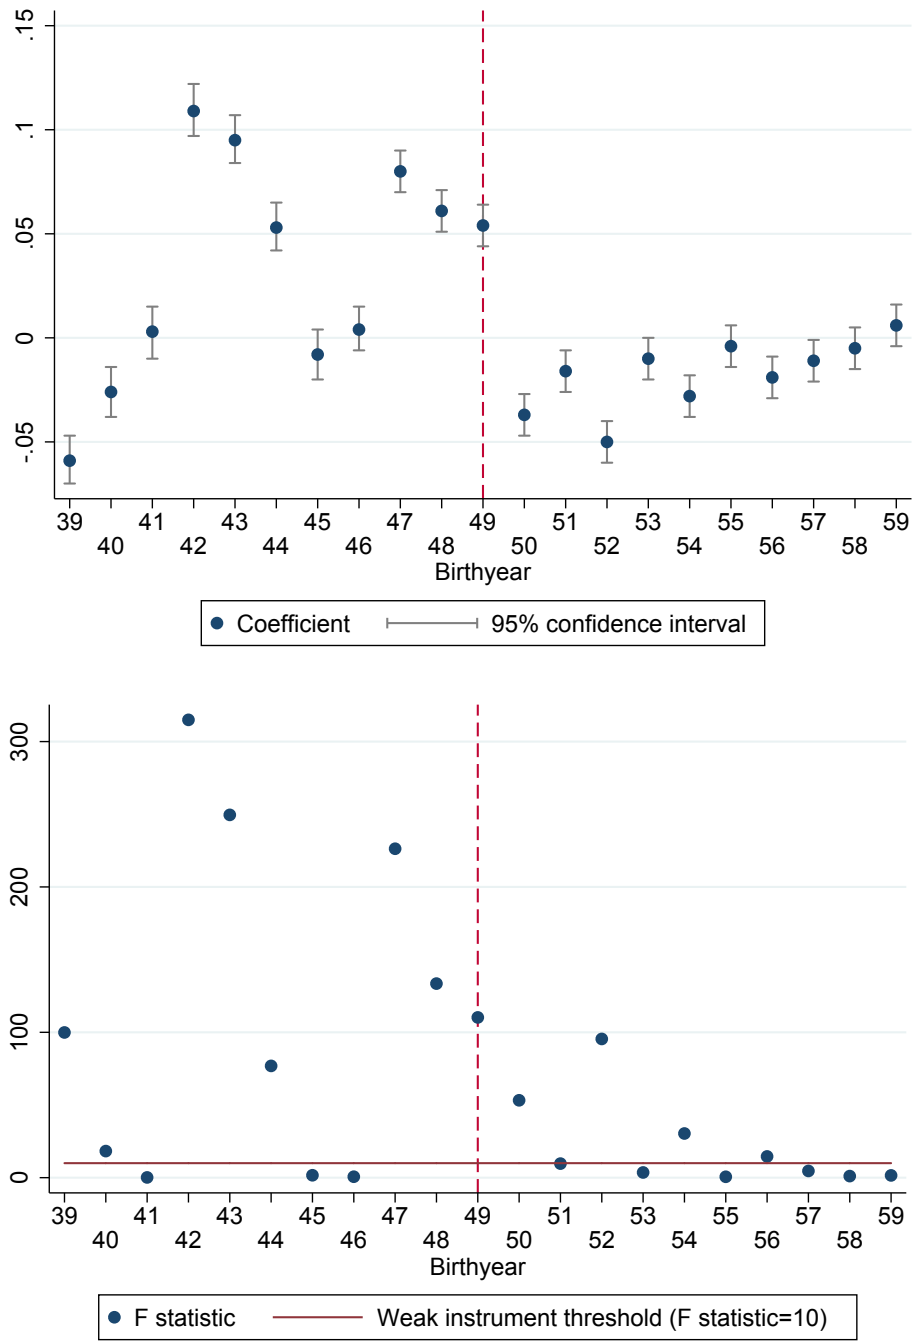 .15
.1
.05
0
-.05
39 41 43 45 47 49 51 53 55 57 59
40 42 44 46 48 50 52 54 56 58
Birthyear
Coefficient 95% confidence interval
300
200
100
0
39 41 43 45 47 49 51 53 55 57 59
40 42 44 46 48 50 52 54 56 58
Birthyear
F statistic Weak instrument threshold (F statistic=10)